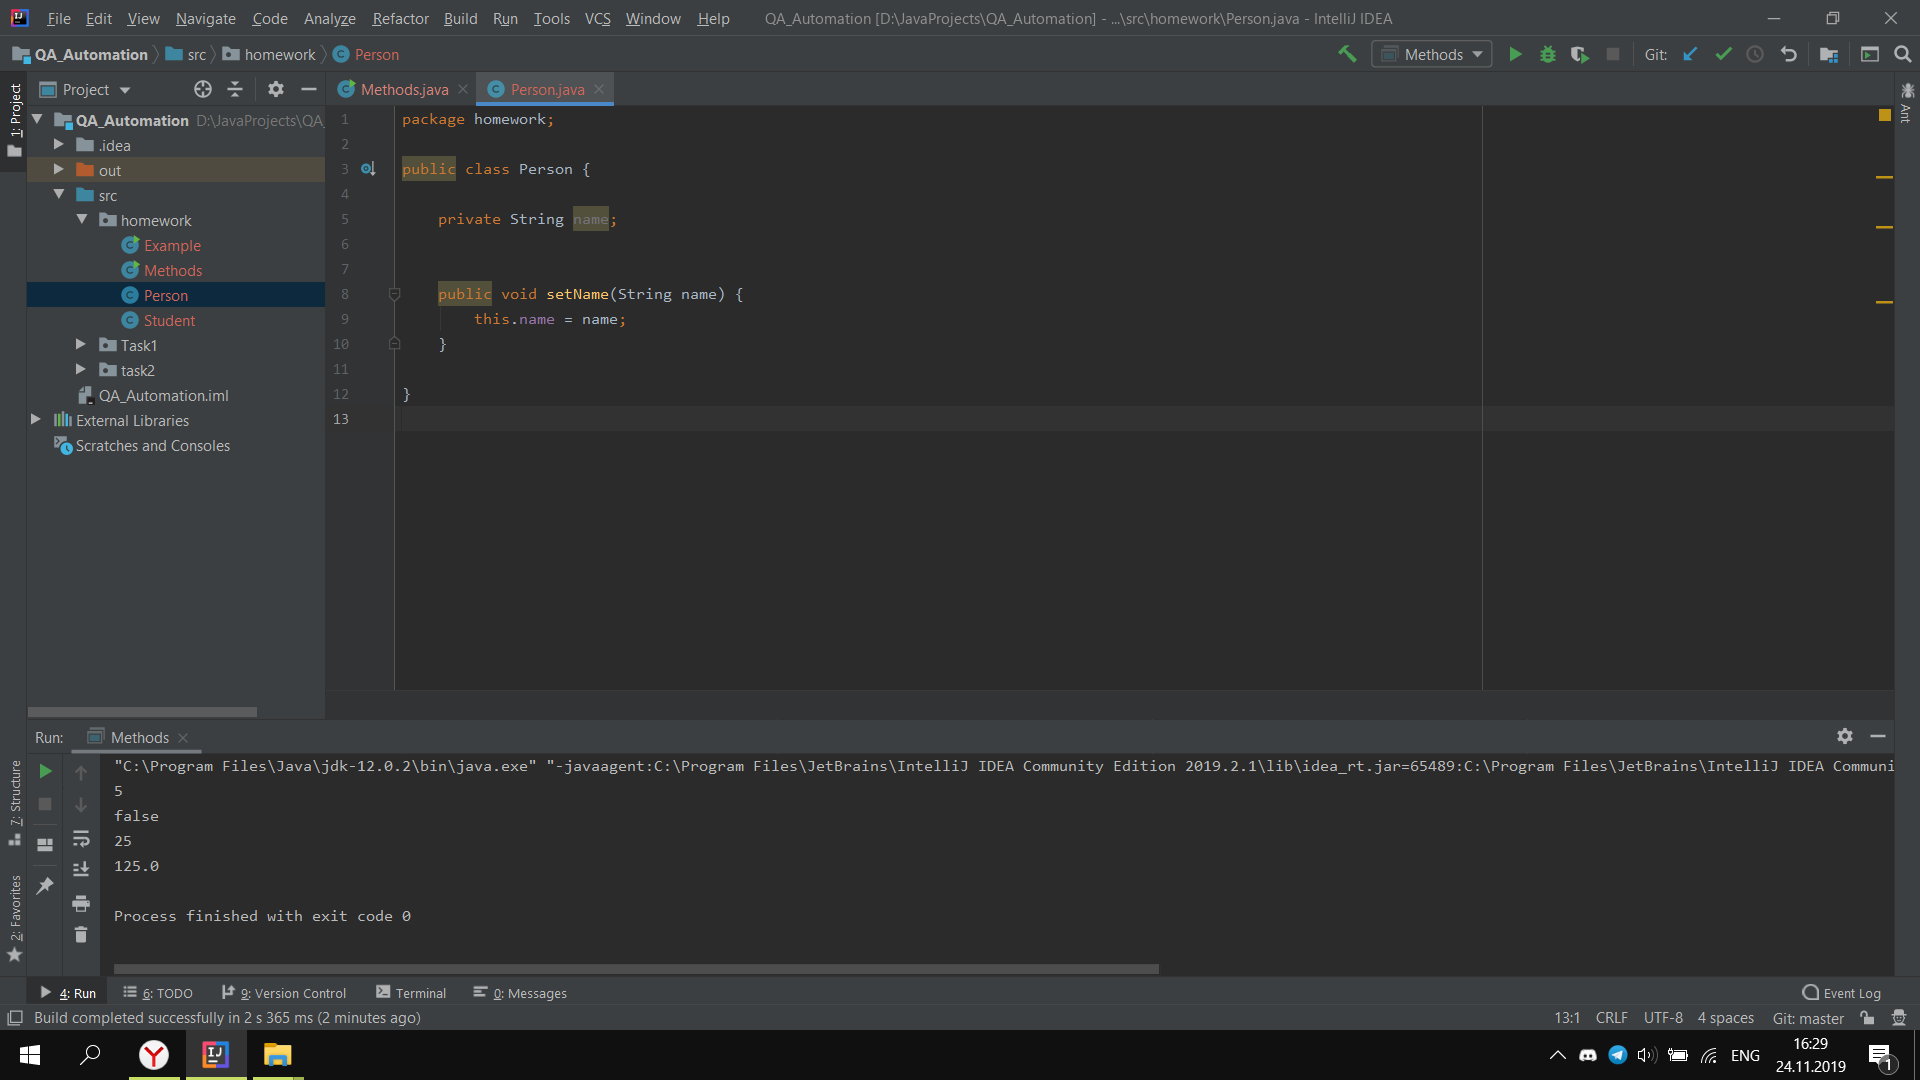 File Edit View Navigate Code Analyze Refactor Build Run Tools VCS Window Help QA_Automation [D:\JavaProjects\QA_Automation] - ...\src\homework\Person.java - IntelliJ IDEA
QA_Automation src homework Person Methods Git:
1: Project
Project
Methods.java
Person.java
Ant
QA_Automation D:\JavaProjects\QA_
.idea
out
src
homework
Example
Methods
Person
Student
Task1
task2
QA_Automation.iml
External Libraries
Scratches and Consoles
1 package homework;
2
3 public class Person {
4
5 private String name;
6
7
8 public void setName(String name) {
9 this.name = name;
10 }
11
12 }
13
Run: Methods
7: Structure
2: Favorites
"C:\Program Files\Java\jdk-12.0.2\bin\java.exe" "-javaagent:C:\Program Files\JetBrains\IntelliJ IDEA Community Edition 2019.2.1\lib\idea_rt.jar=65489:C:\Program Files\JetBrains\IntelliJ IDEA Communi
5
false
25
125.0
Process finished with exit code 0
4: Run 6: TODO 9: Version Control Terminal 0: Messages Event Log
Build completed successfully in 2 s 365 ms (2 minutes ago) 13:1 CRLF UTF-8 4 spaces Git: master
ENG
16:29
24.11.2019
1